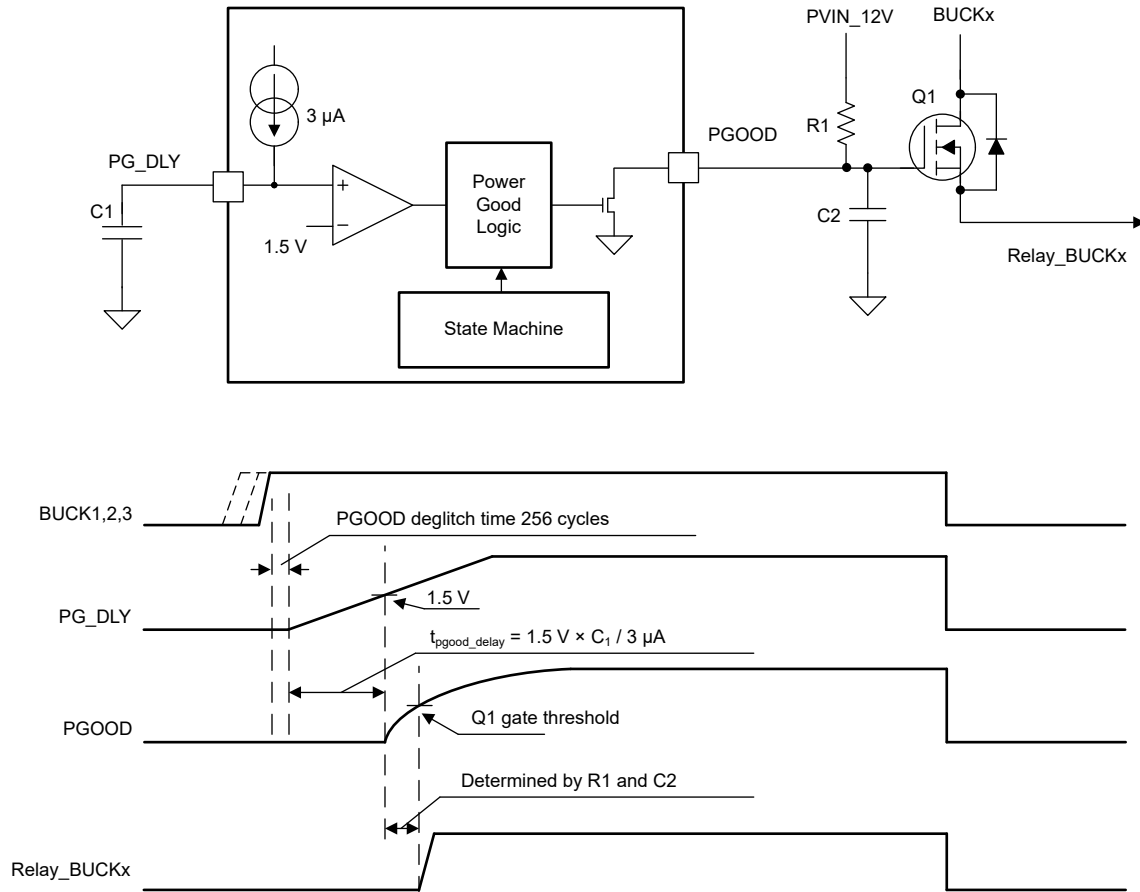 PVIN_12V
BUCKx
Q1
3 µA
R1
PGOOD
PG_DLY
+
Power
Good
Logic
C1
−
1.5 V
C2
Relay_BUCKx
State Machine
BUCK1,2,3
PGOOD deglitch time 256 cycles
1.5 V
PG_DLY
tpgood_delay = 1.5 V × C1 / 3 µA
Q1 gate threshold
PGOOD
Determined by R1 and C2
Relay_BUCKx